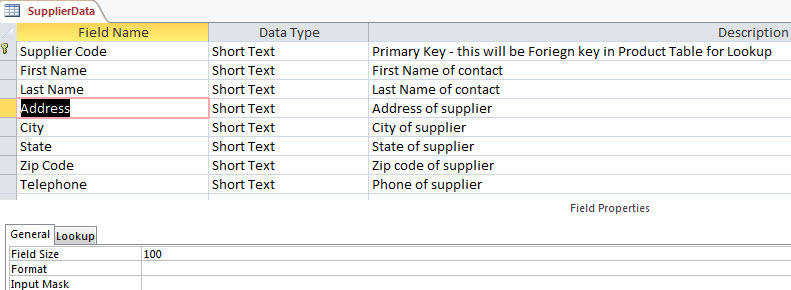 SupplierData
Field Name Data Type Description
Supplier Code Short Text Primary Key - this will be Foriegn key in Product Table for Lookup
First Name Short Text First Name of contact
Last Name Short Text Last Name of contact
Address Short Text Address of supplier
City Short Text City of supplier
State Short Text State of supplier
Zip Code Short Text Zip code of supplier
Telephone Short Text Phone of supplier
Field Properties
General Lookup
Field Size 100
Format
Input Mask